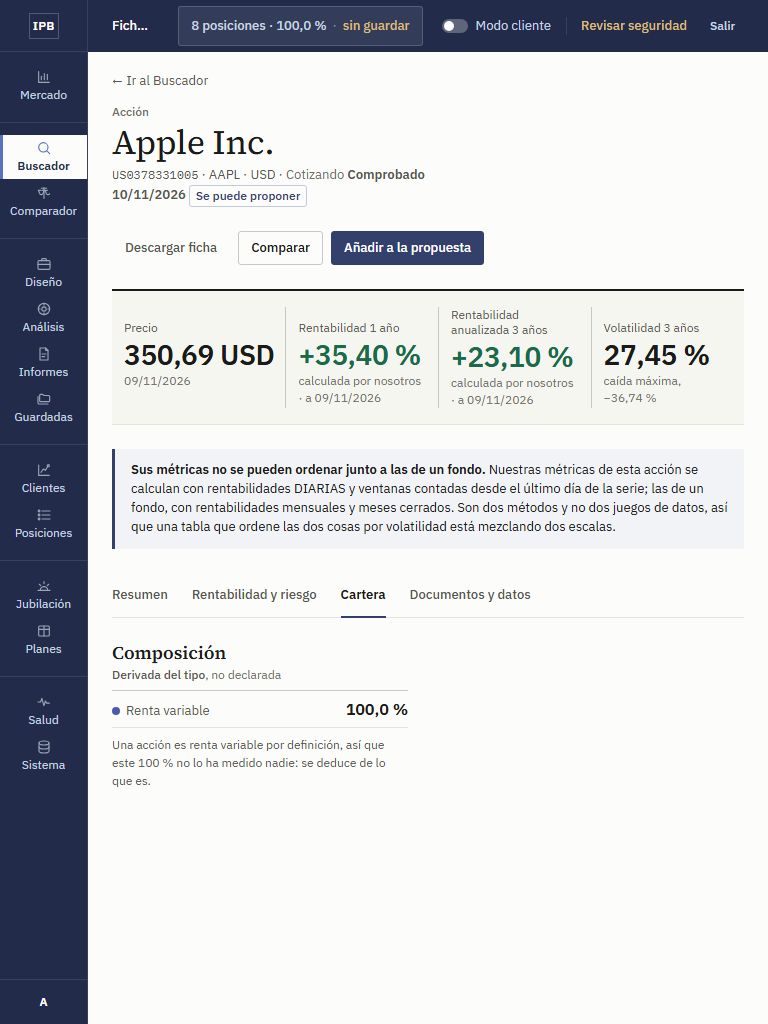 IPB
Fich...
8 posiciones · 100,0 % · sin guardar
Modo cliente
Revisar seguridad
Salir
Mercado
Buscador
Comparador
Diseño
Análisis
Informes
Guardadas
Clientes
Posiciones
Jubilación
Planes
Salud
Sistema
A
← Ir al Buscador
Acción
Apple Inc.
US0378331005 · AAPL · USD · Cotizando Comprobado
10/11/2026 Se puede proponer
Descargar ficha
Comparar
Añadir a la propuesta
Precio
350,69 USD
09/11/2026
Rentabilidad 1 año
+35,40 %
calculada por nosotros
· a 09/11/2026
Rentabilidad
anualizada 3 años
+23,10 %
calculada por nosotros
· a 09/11/2026
Volatilidad 3 años
27,45 %
caída máxima,
−36,74 %
Sus métricas no se pueden ordenar junto a las de un fondo. Nuestras métricas de esta acción se
calculan con rentabilidades DIARIAS y ventanas contadas desde el último día de la serie; las de un
fondo, con rentabilidades mensuales y meses cerrados. Son dos métodos y no dos juegos de datos, así
que una tabla que ordene las dos cosas por volatilidad está mezclando dos escalas.
Resumen
Rentabilidad y riesgo
Cartera
Documentos y datos
Composición
Derivada del tipo, no declarada
Renta variable
100,0 %
Una acción es renta variable por definición, así que
este 100 % no lo ha medido nadie: se deduce de lo
que es.